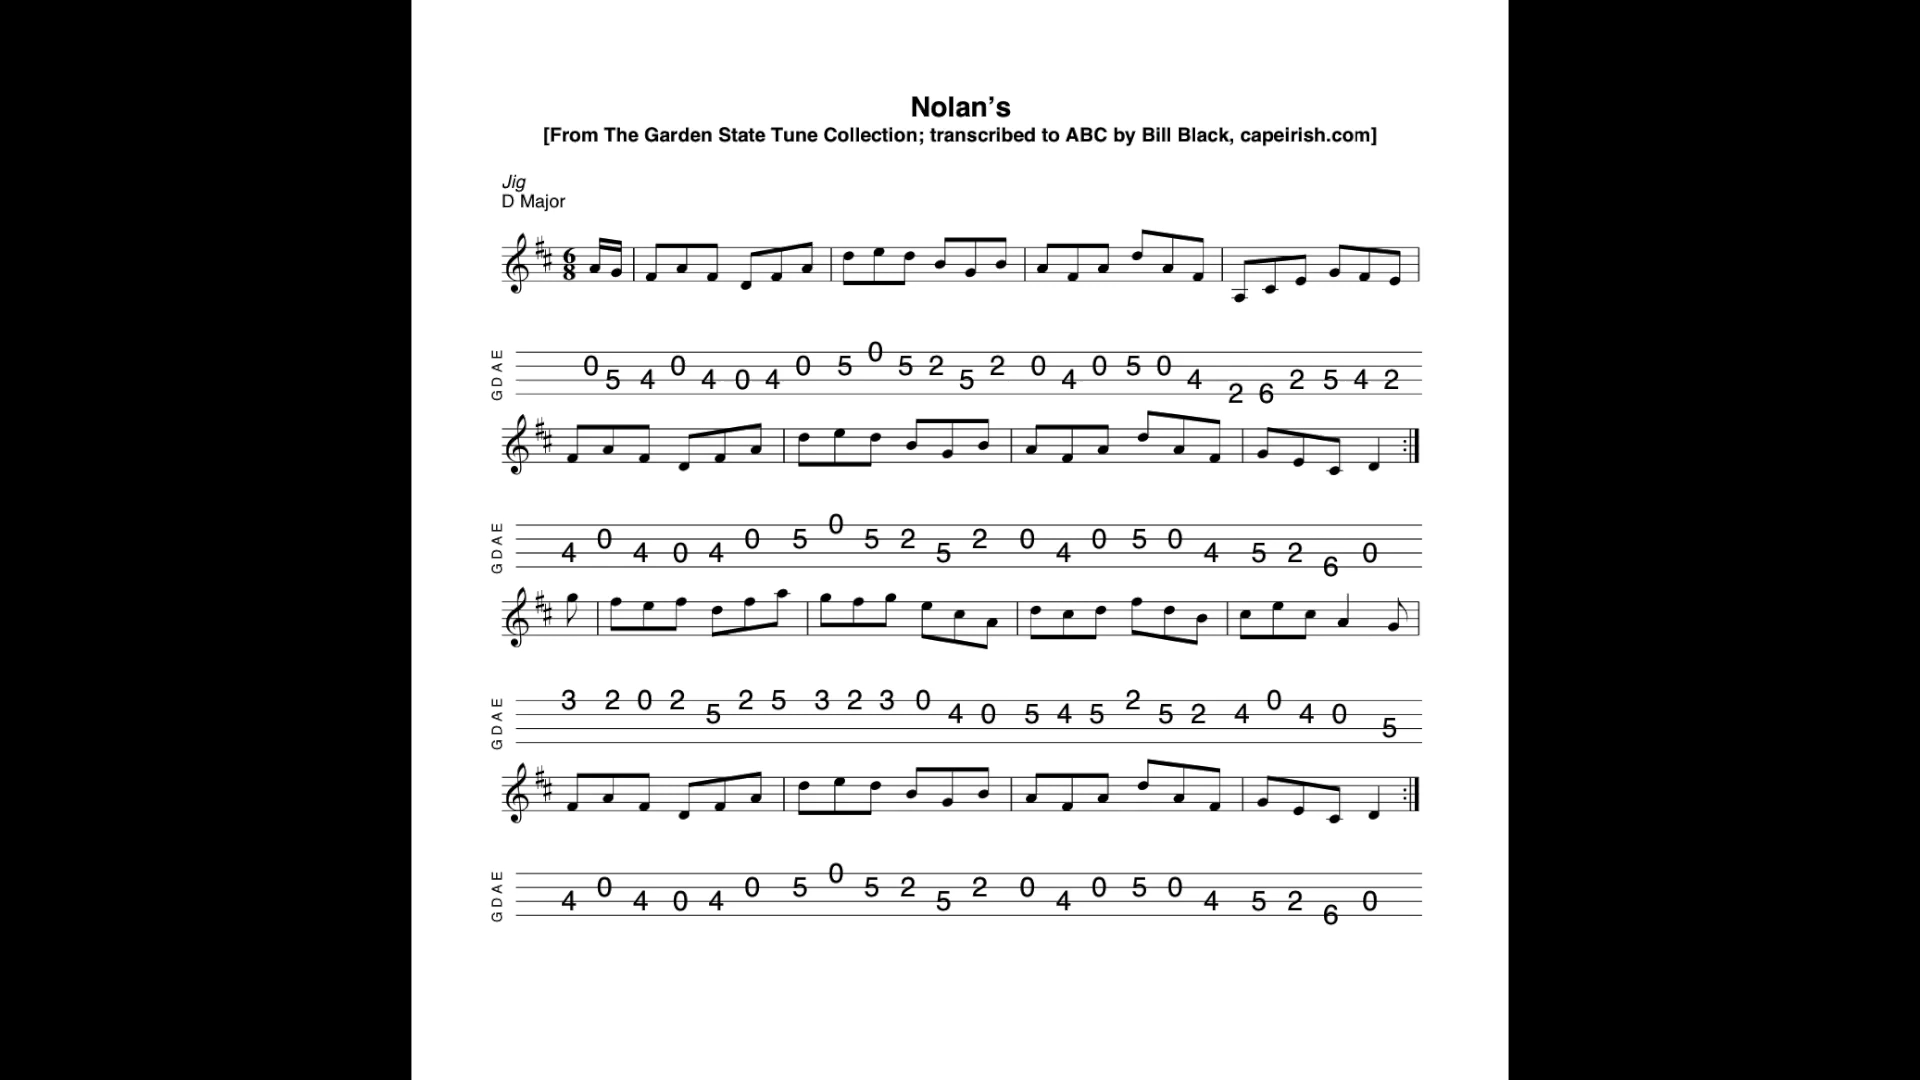 Nolan’s
[From The Garden State Tune Collection; transcribed to ABC by Bill Black, capeirish.com]
Jig
D Major
6
8
G D A E
0 5 4 0 4 0 4 0 5 0 5 2 5 2 0 4 0 5 0 4 2 6 2 5 4 2
G D A E
4 0 4 0 4 0 5 0 5 2 5 2 0 4 0 5 0 4 5 2 6 0
G D A E
3 2 0 2 5 2 5 3 2 3 0 4 0 5 4 5 2 5 2 4 0 4 0 5
G D A E
4 0 4 0 4 0 5 0 5 2 5 2 0 4 0 5 0 4 5 2 6 0